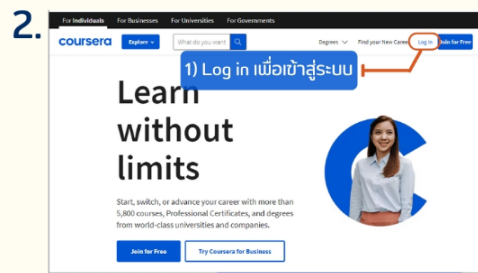 2.
For Individuals For Businesses For Universities For Governments
coursera Explore What do you want Degrees Find your New Career Log In Join for Free
1) Log in เพื่อเข้าสู่ระบบ
Learn
without
limits
Start, switch, or advance your career with more than
5,800 courses, Professional Certificates, and degrees
from world-class universities and companies.
Join for Free Try Coursera for Business